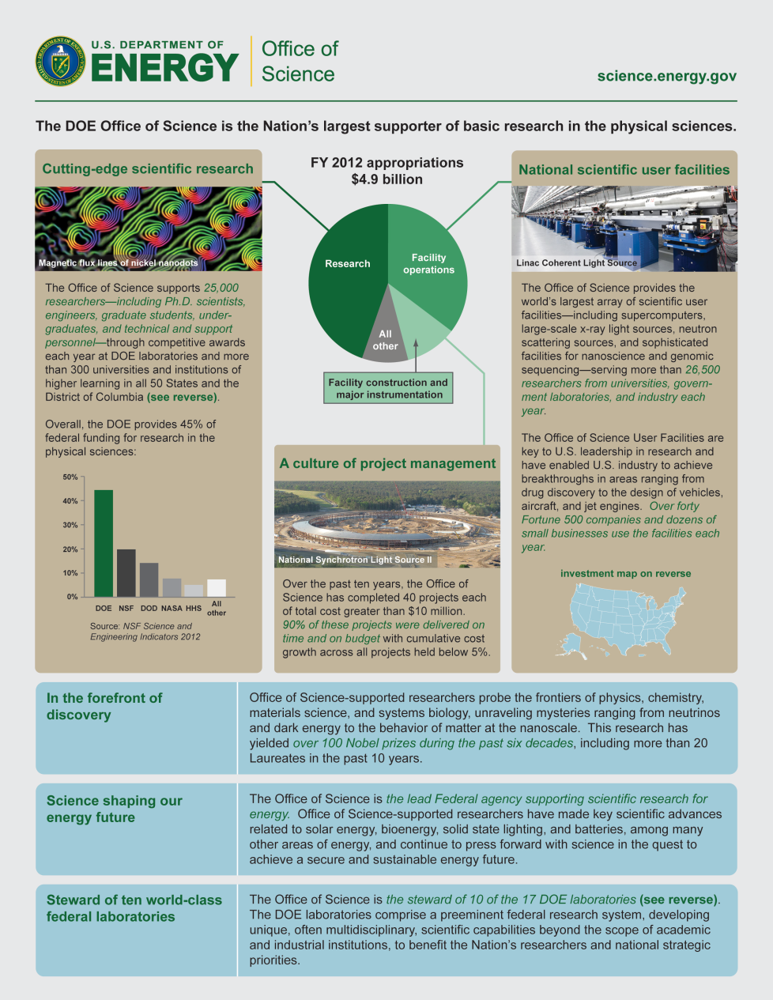 U.S. DEPARTMENT OF
ENERGY
Office of
Science
DEPARTMENT OF ENERGY
UNITED STATES OF AMERICA
science.energy.gov
The DOE Office of Science is the Nation’s largest supporter of basic research in the physical sciences.
Cutting-edge scientific research
Magnetic flux lines of nickel nanodots
The Office of Science supports 25,000
researchers—including Ph.D. scientists,
engineers, graduate students, under-
graduates, and technical and support
personnel—through competitive awards
each year at DOE laboratories and more
than 300 universities and institutions of
higher learning in all 50 States and the
District of Columbia (see reverse).
Overall, the DOE provides 45% of
federal funding for research in the
physical sciences:
50%
40%
30%
20%
10%
0%
DOE NSF DOD NASA HHS All
other
Source: NSF Science and
Engineering Indicators 2012
FY 2012 appropriations
$4.9 billion
Research
Facility
operations
All
other
Facility construction and
major instrumentation
A culture of project management
National Synchrotron Light Source II
Over the past ten years, the Office of
Science has completed 40 projects each
of total cost greater than $10 million.
90% of these projects were delivered on
time and on budget with cumulative cost
growth across all projects held below 5%.
National scientific user facilities
Linac Coherent Light Source
The Office of Science provides the
world’s largest array of scientific user
facilities—including supercomputers,
large-scale x-ray light sources, neutron
scattering sources, and sophisticated
facilities for nanoscience and genomic
sequencing—serving more than 26,500
researchers from universities, govern-
ment laboratories, and industry each
year.
The Office of Science User Facilities are
key to U.S. leadership in research and
have enabled U.S. industry to achieve
breakthroughs in areas ranging from
drug discovery to the design of vehicles,
aircraft, and jet engines. Over forty
Fortune 500 companies and dozens of
small businesses use the facilities each
year.
investment map on reverse
In the forefront of
discovery
Office of Science-supported researchers probe the frontiers of physics, chemistry,
materials science, and systems biology, unraveling mysteries ranging from neutrinos
and dark energy to the behavior of matter at the nanoscale. This research has
yielded over 100 Nobel prizes during the past six decades, including more than 20
Laureates in the past 10 years.
Science shaping our
energy future
The Office of Science is the lead Federal agency supporting scientific research for
energy. Office of Science-supported researchers have made key scientific advances
related to solar energy, bioenergy, solid state lighting, and batteries, among many
other areas of energy, and continue to press forward with science in the quest to
achieve a secure and sustainable energy future.
Steward of ten world-class
federal laboratories
The Office of Science is the steward of 10 of the 17 DOE laboratories (see reverse).
The DOE laboratories comprise a preeminent federal research system, developing
unique, often multidisciplinary, scientific capabilities beyond the scope of academic
and industrial institutions, to benefit the Nation’s researchers and national strategic
priorities.